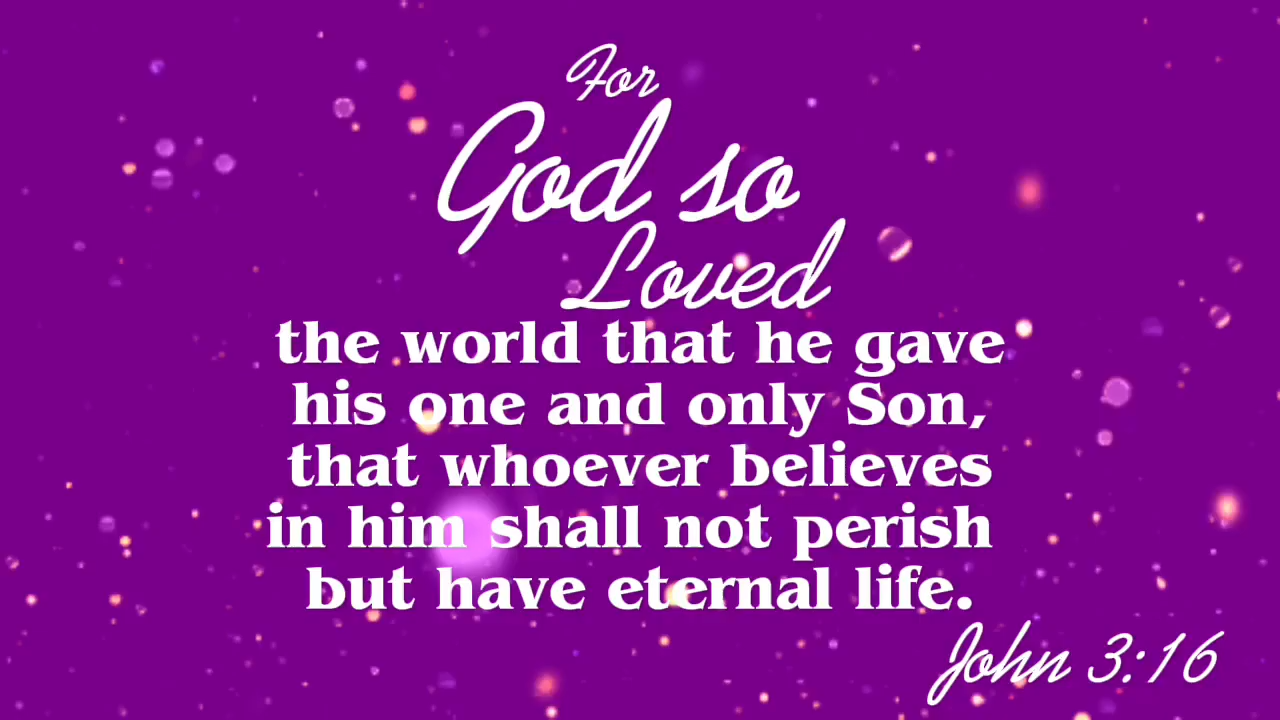 For
God so
Loved
the world that he gave
his one and only Son,
that whoever believes
in him shall not perish
but have eternal life.
John 3:16